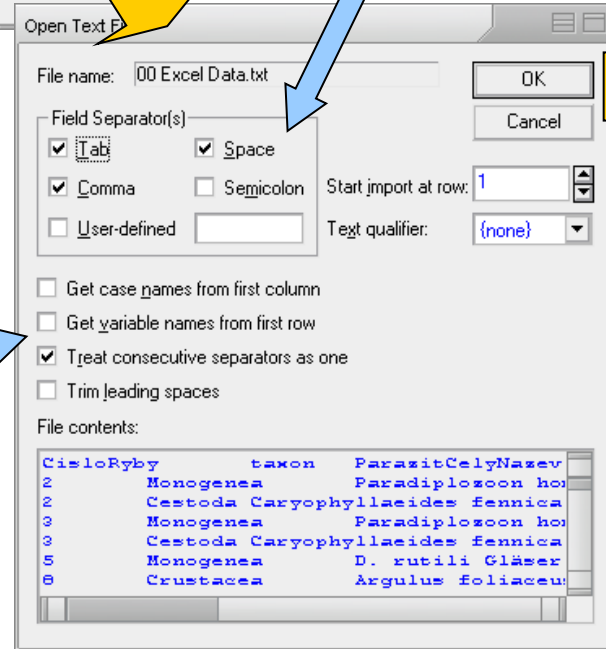 Open Text
File name: 00 Excel Data.txt
OK
Cancel
Field Separator(s)
Tab
Space
Comma
Semicolon
User-defined
Start import at row: 1
Text qualifier: {none}
Get case names from first column
Get variable names from first row
Treat consecutive separators as one
Trim leading spaces
File contents:
CisloRyby taxon ParazitCelyNazev
2 Monogenea Paradiplozoon
2 Cestoda Caryophyllaeides fennica
3 Monogenea Paradiplozoon
3 Cestoda Caryophyllaeides fennica
5 Monogenea D. rutili Gläser
8 Crustacea Argulus foliaceu